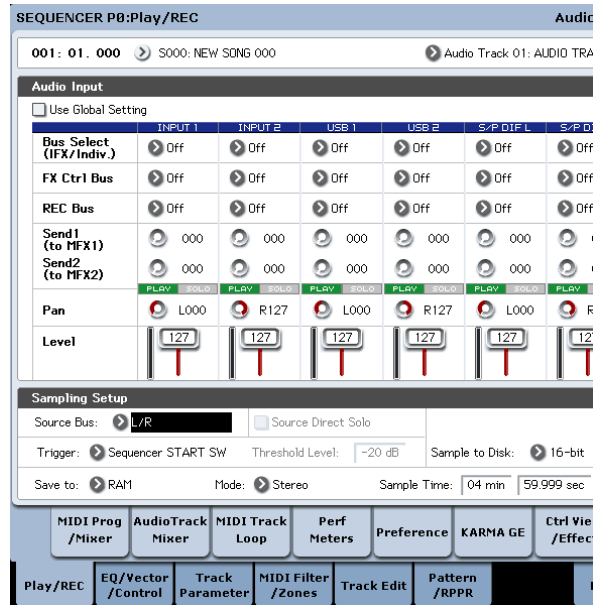 SEQUENCER P0:Play/REC Audio
001: 01. 000 S000: NEW SONG 000 Audio Track 01: AUDIO TRA
Audio Input
Use Global Setting
INPUT 1 INPUT 2 USB 1 USB 2 S/P DIF L S/P D
Bus Select (IFX/Indiv.) Off Off Off Off Off Off
FX Ctrl Bus Off Off Off Off Off Off
REC Bus Off Off Off Off Off Off
Send1 (to MFX1) 000 000 000 000 000
Send2 (to MFX2) 000 000 000 000 000
PLAY SOLO PLAY SOLO PLAY SOLO PLAY SOLO PLAY SOLO PLAY
Pan L000 R127 L000 R127 L000 R
Level 127 127 127 127 127 12
Sampling Setup
Source Bus: L/R Source Direct Solo
Trigger: Sequencer START SW Threshold Level: -20 dB Sample to Disk: 16-bit
Save to: RAM Mode: Stereo Sample Time: 04 min 59.999 sec
MIDI Prog /Mixer AudioTrack Mixer MIDI Track Loop Perf Meters Preference KARMA GE Ctrl Vie /Effec
Play/REC EQ/Vector /Control Track Parameter MIDI Filter /Zones Track Edit Pattern /RPPR